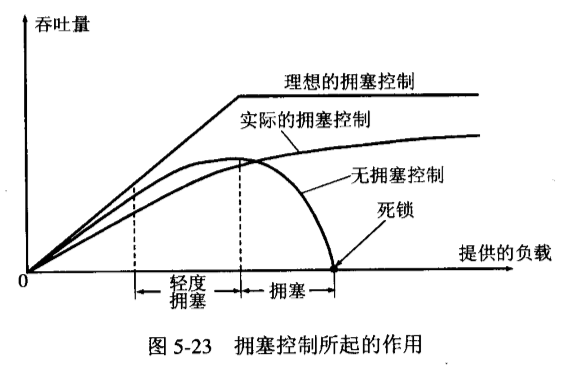 吞吐量
理想的拥塞控制
实际的拥塞控制
无拥塞控制
死锁
提供的负载
0
轻度
拥塞
拥塞
图 5-23 拥塞控制所起的作用